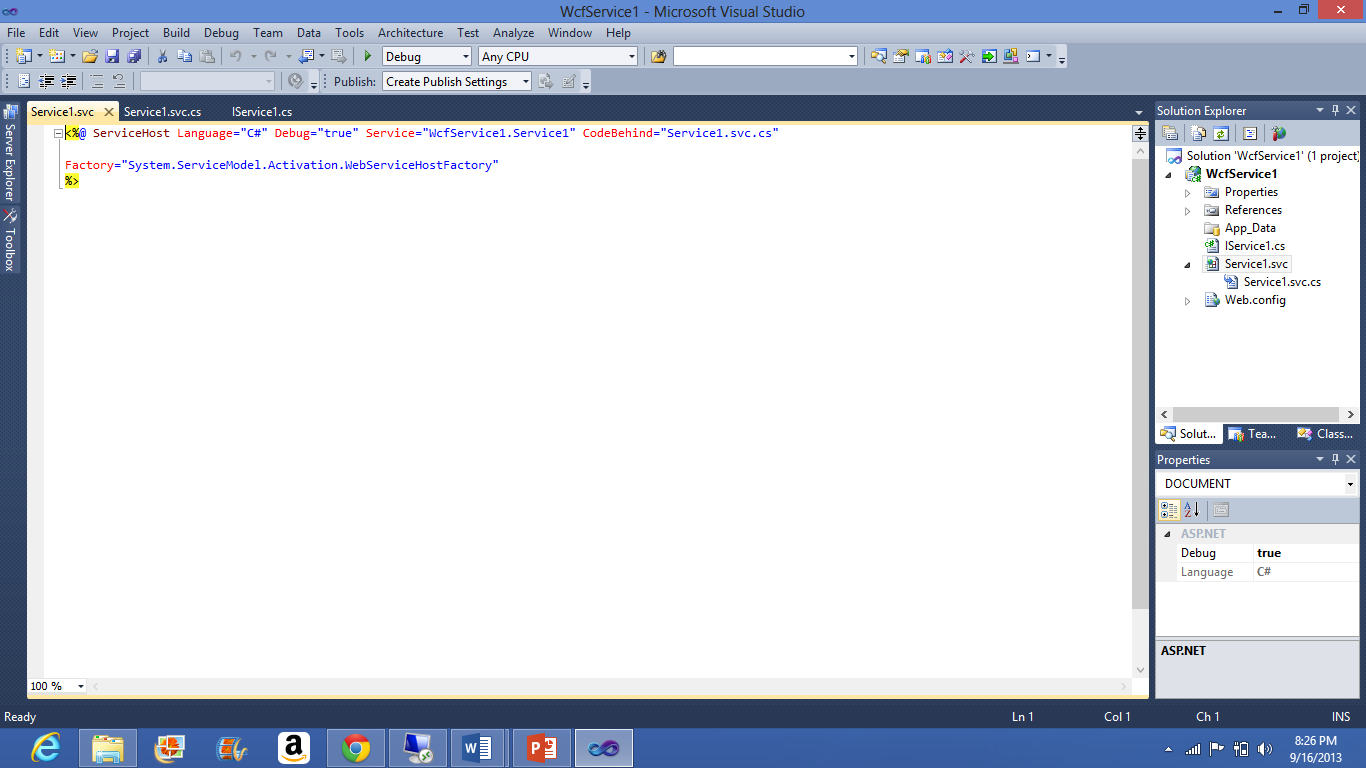 WcfService1 - Microsoft Visual Studio
File Edit View Project Build Debug Team Data Tools Architecture Test Analyze Window Help
Debug Any CPU
Publish: Create Publish Settings
Server Explorer
Toolbox
Service1.svc Service1.svc.cs IService1.cs
<%@ ServiceHost Language="C#" Debug="true" Service="WcfService1.Service1" CodeBehind="Service1.svc.cs"
Factory="System.ServiceModel.Activation.WebServiceHostFactory"
%>
100 %
Solution Explorer
Solution 'WcfService1' (1 project)
WcfService1
Properties
References
App_Data
IService1.cs
Service1.svc
Service1.svc.cs
Web.config
Solut... Tea... Class...
Properties
DOCUMENT
ASP.NET
Debug true
Language C#
ASP.NET
Ready Ln 1 Col 1 Ch 1 INS
8:26 PM
9/16/2013